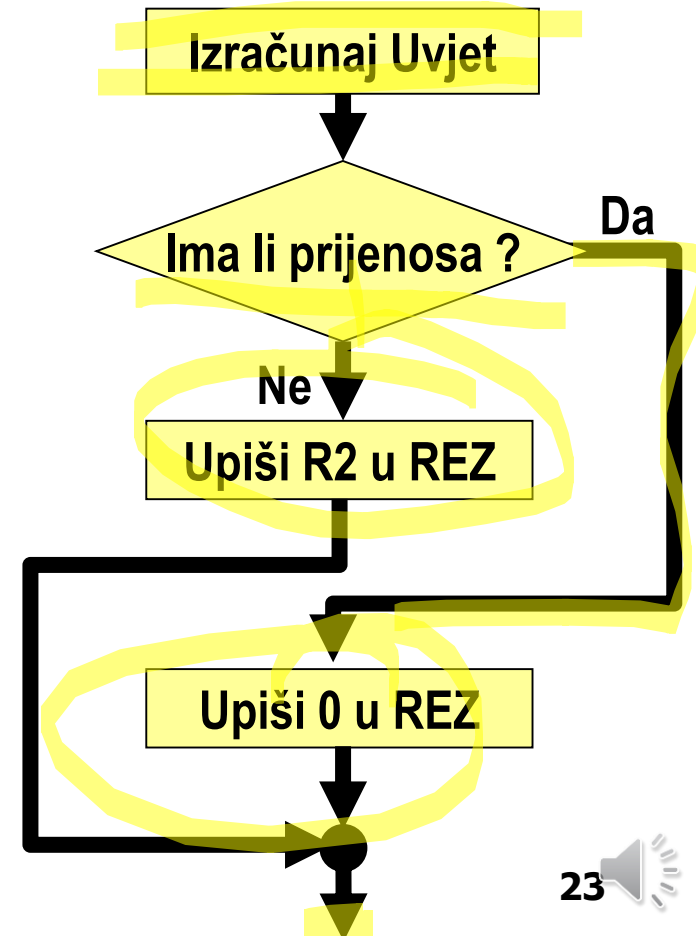 Izračunaj Uvjet
Ima li prijenosa ?
Da
Ne
Upiši R2 u REZ
Upiši 0 u REZ
23